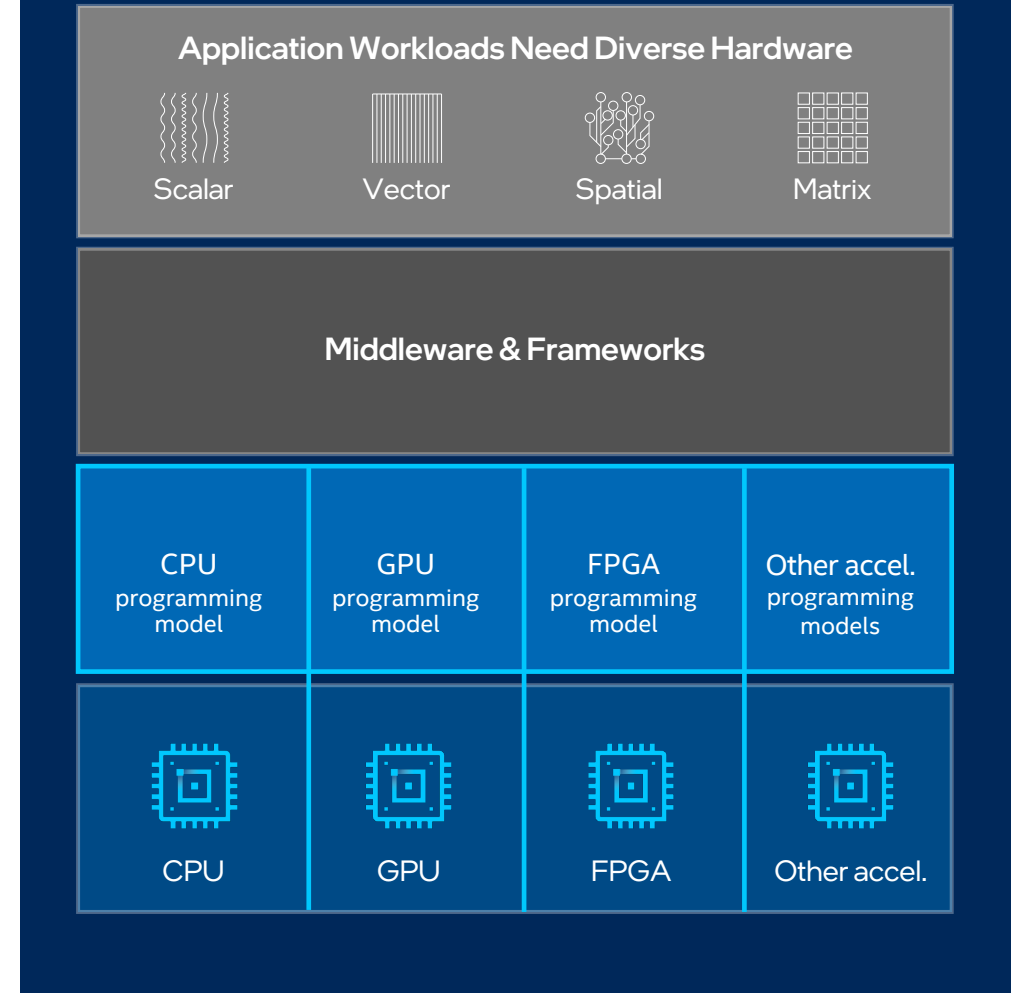 Application Workloads Need Diverse Hardware
Scalar
Vector
Spatial
Matrix
Middleware & Frameworks
CPU
programming
model
GPU
programming
model
FPGA
programming
model
Other accel.
programming
models
CPU
GPU
FPGA
Other accel.